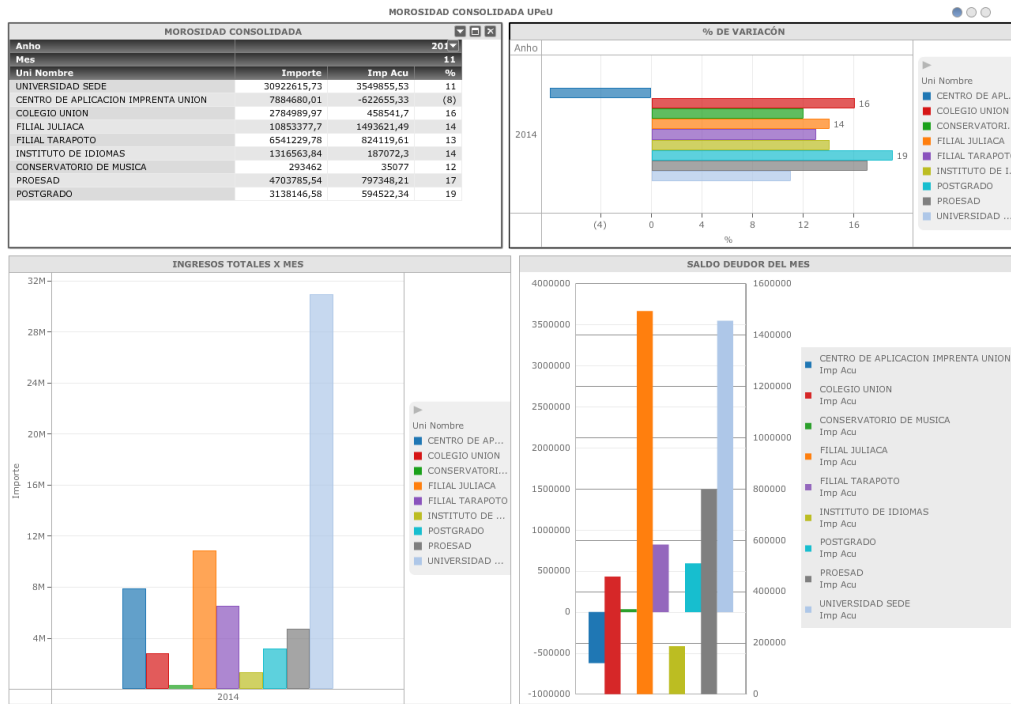 MOROSIDAD CONSOLIDADA UPeU
MOROSIDAD CONSOLIDADA
Anho 201
Mes 11
Uni Nombre Importe Imp Acu %
UNIVERSIDAD SEDE 30922615,73 3549855,53 11
CENTRO DE APLICACION IMPRENTA UNION 7884680,01 -622655,33 (8)
COLEGIO UNION 2784989,97 458541,7 16
FILIAL JULIACA 10853377,7 1493621,49 14
FILIAL TARAPOTO 6541229,78 824119,61 13
INSTITUTO DE IDIOMAS 1316563,84 187072,3 14
CONSERVATORIO DE MUSICA 293462 35077 12
PROESAD 4703785,54 797348,21 17
POSTGRADO 3138146,58 594522,34 19
% DE VARIACÓN
Anho
2014
16
14
19
(4) 0 4 8 12 16
%
Uni Nombre
CENTRO DE APL...
COLEGIO UNION
CONSERVATORI...
FILIAL JULIACA
FILIAL TARAPOTO
INSTITUTO DE I...
POSTGRADO
PROESAD
UNIVERSIDAD ...
INGRESOS TOTALES X MES
Importe
32M
28M
24M
20M
16M
12M
8M
4M
2014
Uni Nombre
CENTRO DE AP...
COLEGIO UNION
CONSERVATORI...
FILIAL JULIACA
FILIAL TARAPOTO
INSTITUTO DE ...
POSTGRADO
PROESAD
UNIVERSIDAD ...
SALDO DEUDOR DEL MES
4000000
3500000
3000000
2500000
2000000
1500000
1000000
500000
0
-500000
-1000000
1600000
1400000
1200000
1000000
800000
600000
400000
200000
0
CENTRO DE APLICACION IMPRENTA UNION
Imp Acu
COLEGIO UNION
Imp Acu
CONSERVATORIO DE MUSICA
Imp Acu
FILIAL JULIACA
Imp Acu
FILIAL TARAPOTO
Imp Acu
INSTITUTO DE IDIOMAS
Imp Acu
POSTGRADO
Imp Acu
PROESAD
Imp Acu
UNIVERSIDAD SEDE
Imp Acu